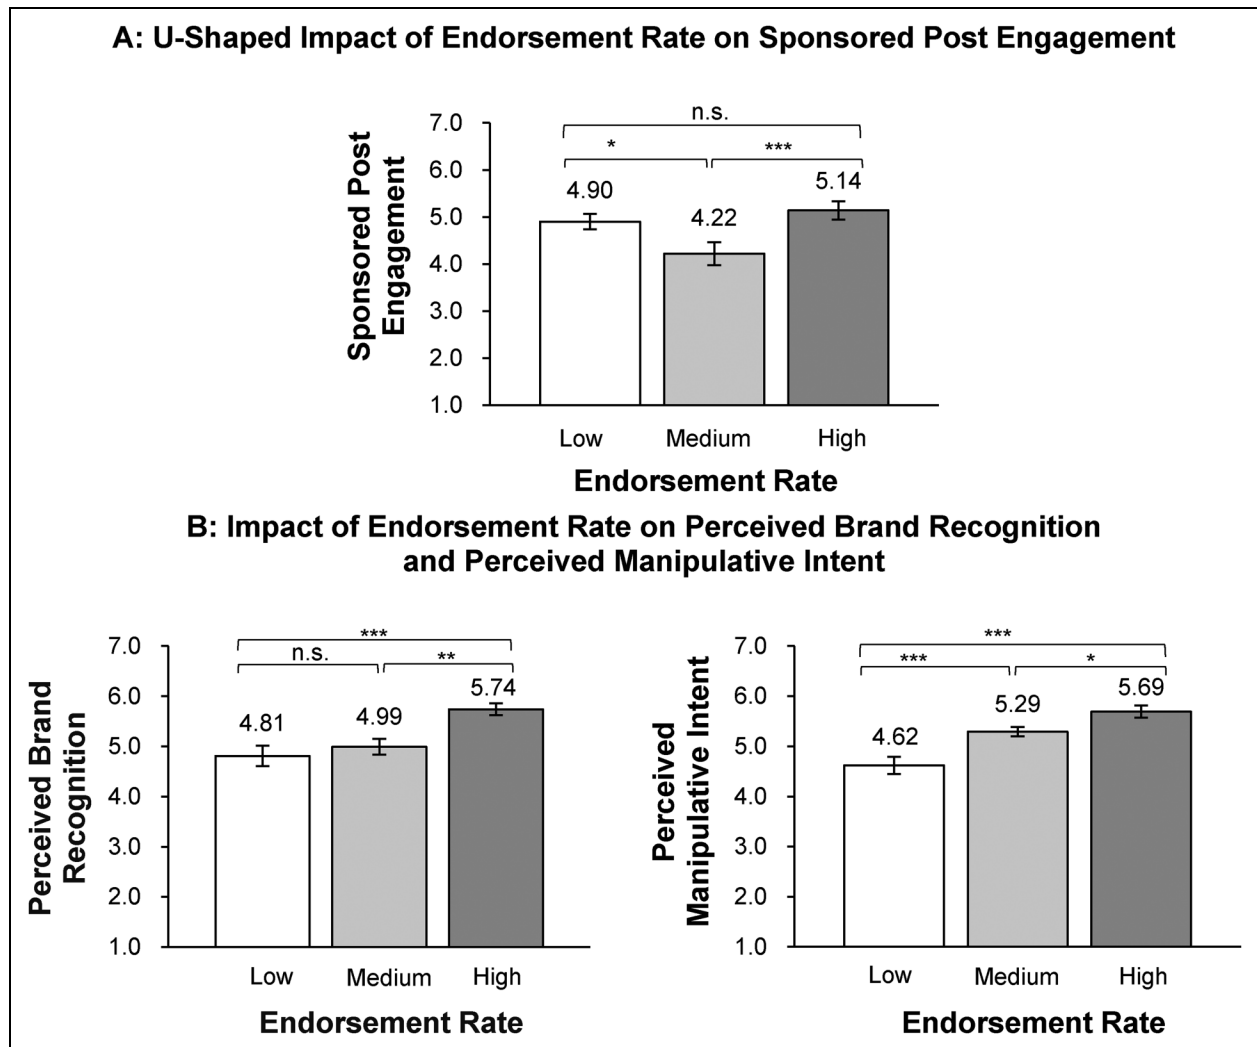 A: U-Shaped Impact of Endorsement Rate on Sponsored Post Engagement
n.s.
*
***
7.0
6.0
5.0
4.0
3.0
2.0
1.0
4.90
4.22
5.14
Sponsored Post
Engagement
Low
Medium
High
Endorsement Rate
B: Impact of Endorsement Rate on Perceived Brand Recognition
and Perceived Manipulative Intent
***
n.s.
**
7.0
6.0
5.0
4.0
3.0
2.0
1.0
4.81
4.99
5.74
Perceived Brand
Recognition
Low
Medium
High
Endorsement Rate
***
***
*
7.0
6.0
5.0
4.0
3.0
2.0
1.0
4.62
5.29
5.69
Perceived
Manipulative Intent
Low
Medium
High
Endorsement Rate